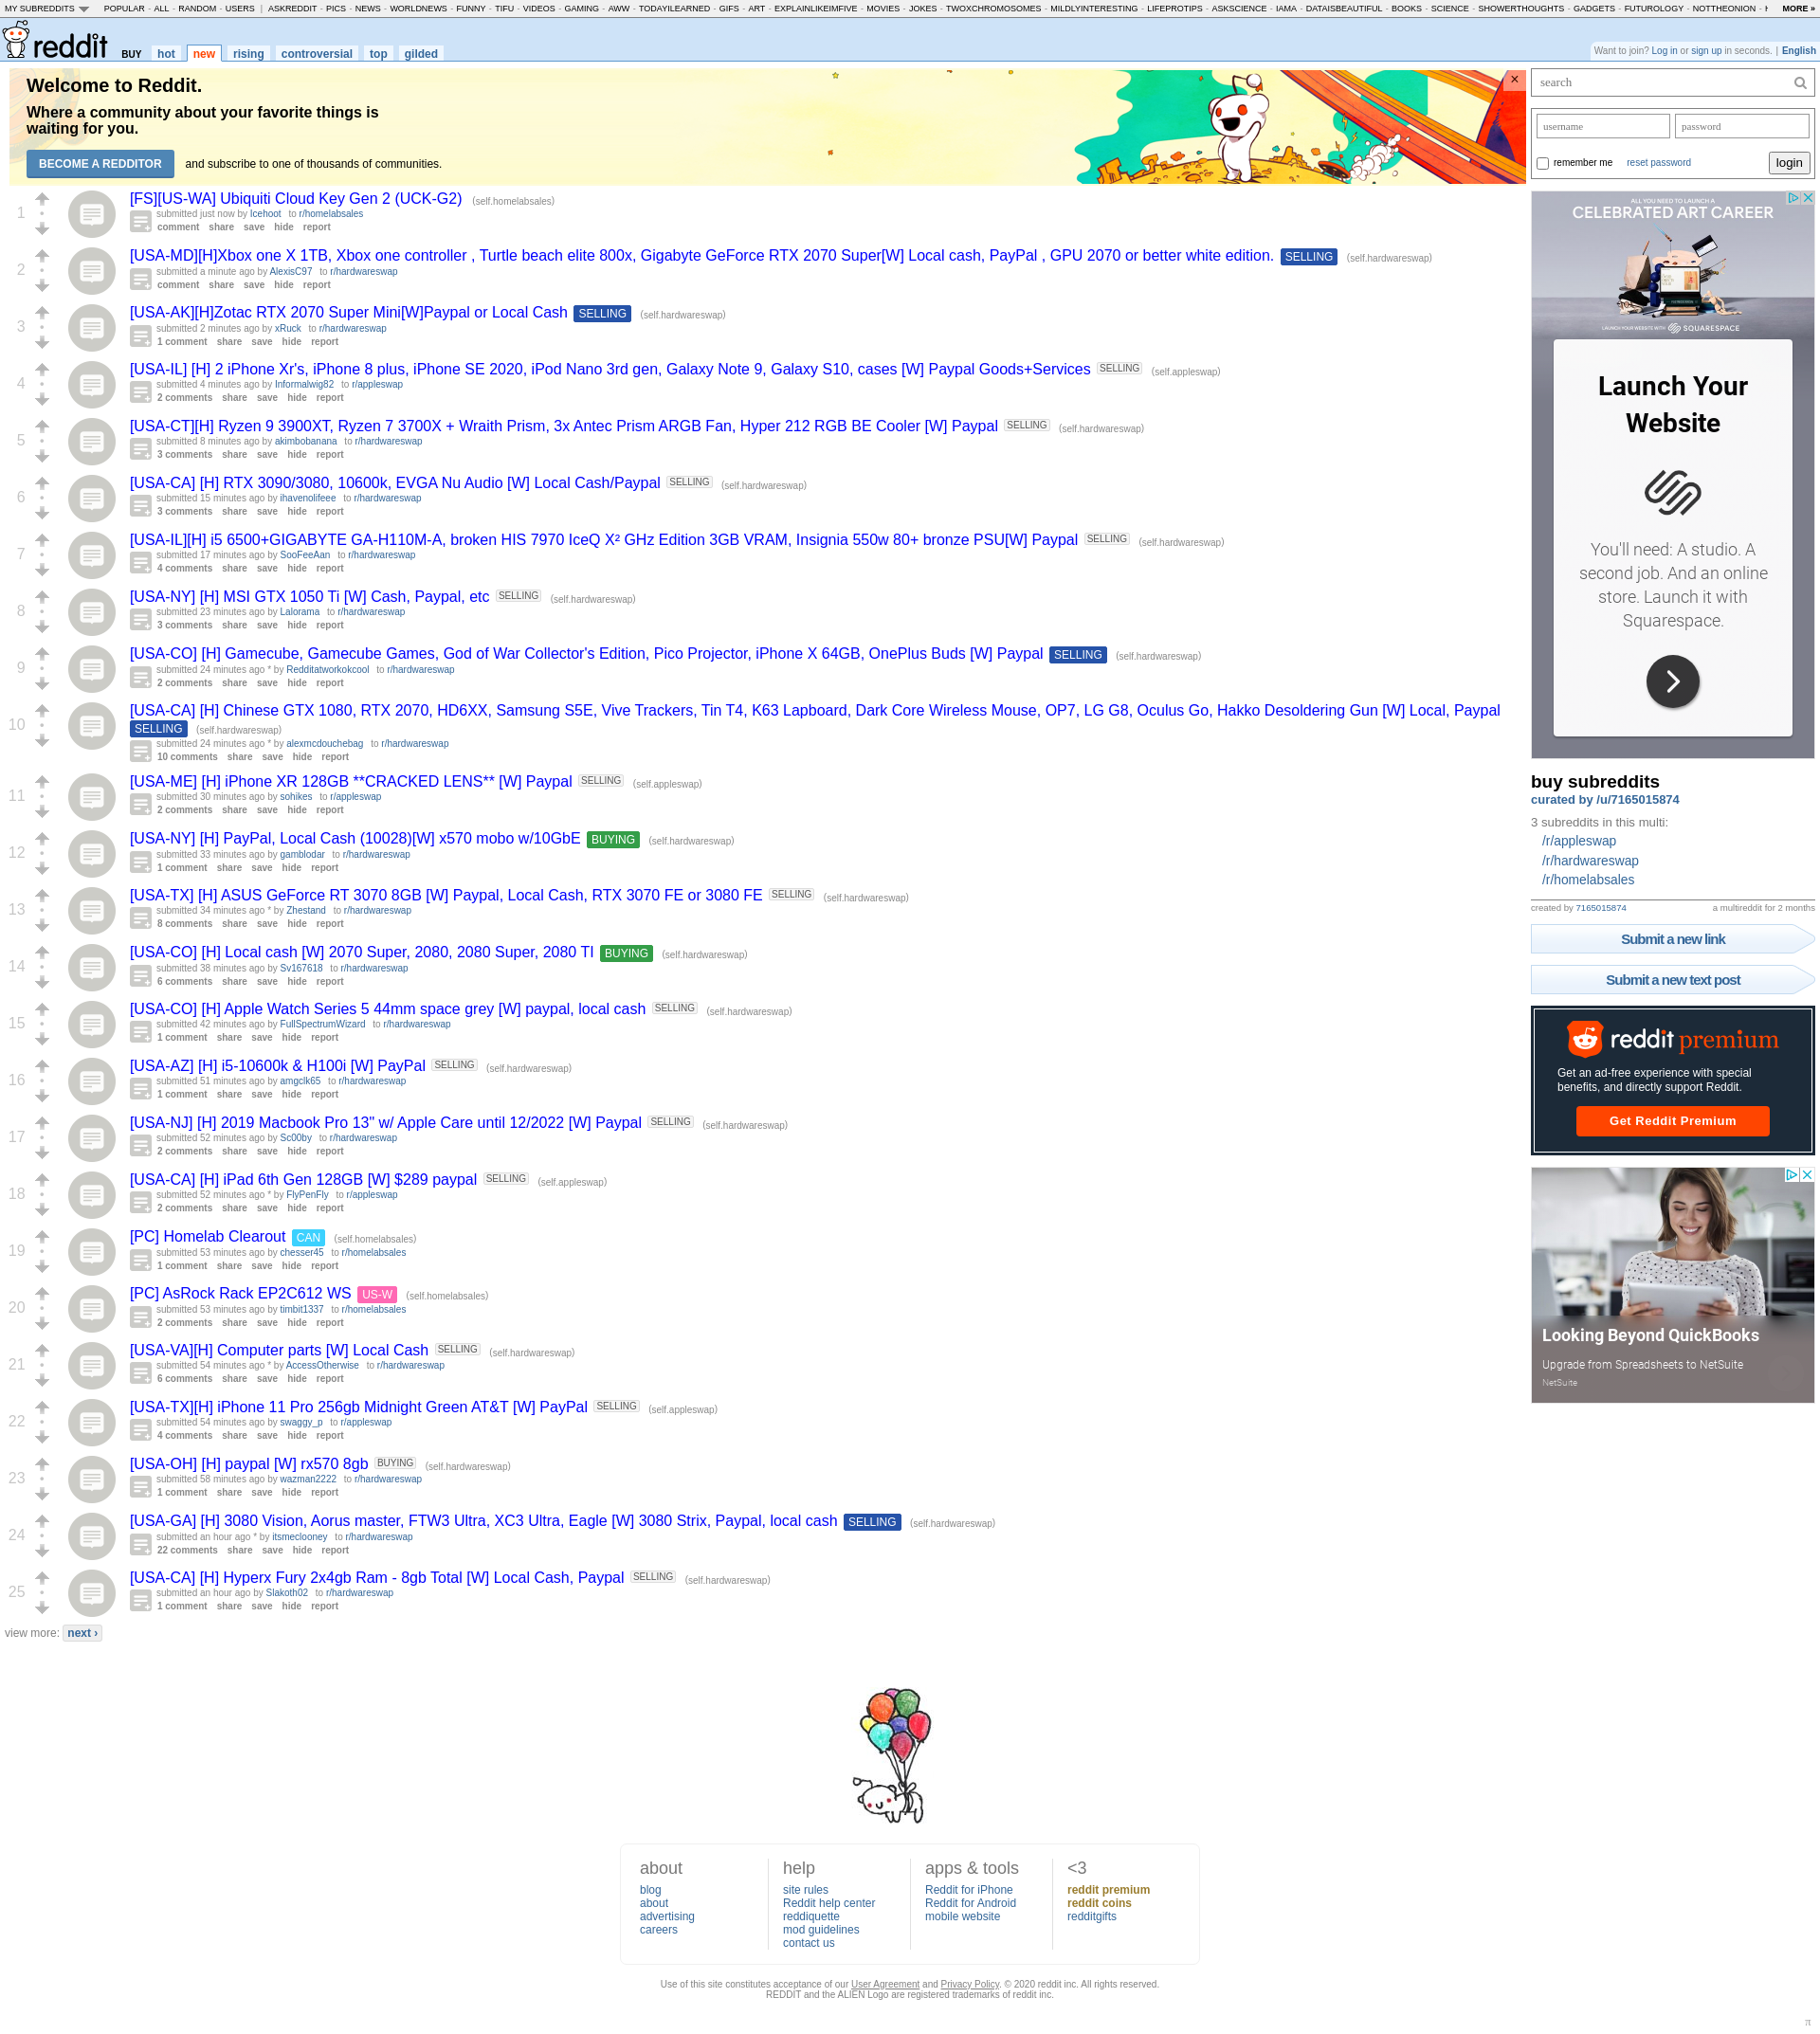 MY SUBREDDITS POPULAR - ALL - RANDOM - USERS | ASKREDDIT - PICS - NEWS - WORLDNEWS - FUNNY - TIFU - VIDEOS - GAMING - AWW - TODAYILEARNED - GIFS - ART - EXPLAINLIKEIMFIVE - MOVIES - JOKES - TWOXCHROMOSOMES - MILDLYINTERESTING - LIFEPROTIPS - ASKSCIENCE - IAMA - DATAISBEAUTIFUL - BOOKS - SCIENCE - SHOWERTHOUGHTS - GADGETS - FUTUROLOGY - NOTTHEONION - MORE »
reddit BUY hot new rising controversial top gilded
Want to join? Log in or sign up in seconds. | English
Welcome to Reddit.
Where a community about your favorite things is
waiting for you.
BECOME A REDDITOR and subscribe to one of thousands of communities.
1
[FS][US-WA] Ubiquiti Cloud Key Gen 2 (UCK-G2) (self.homelabsales)
submitted just now by Icehoot to r/homelabsales
comment share save hide report
2
[USA-MD][H]Xbox one X 1TB, Xbox one controller , Turtle beach elite 800x, Gigabyte GeForce RTX 2070 Super[W] Local cash, PayPal , GPU 2070 or better white edition. SELLING (self.hardwareswap)
submitted a minute ago by AlexisC97 to r/hardwareswap
comment share save hide report
3
[USA-AK][H]Zotac RTX 2070 Super Mini[W]Paypal or Local Cash SELLING (self.hardwareswap)
submitted 2 minutes ago by xRuck to r/hardwareswap
1 comment share save hide report
4
[USA-IL] [H] 2 iPhone Xr's, iPhone 8 plus, iPhone SE 2020, iPod Nano 3rd gen, Galaxy Note 9, Galaxy S10, cases [W] Paypal Goods+Services SELLING (self.appleswap)
submitted 4 minutes ago by Informalwig82 to r/appleswap
2 comments share save hide report
5
[USA-CT][H] Ryzen 9 3900XT, Ryzen 7 3700X + Wraith Prism, 3x Antec Prism ARGB Fan, Hyper 212 RGB BE Cooler [W] Paypal SELLING (self.hardwareswap)
submitted 8 minutes ago by akimbobanana to r/hardwareswap
3 comments share save hide report
6
[USA-CA] [H] RTX 3090/3080, 10600k, EVGA Nu Audio [W] Local Cash/Paypal SELLING (self.hardwareswap)
submitted 15 minutes ago by ihavenolifeee to r/hardwareswap
3 comments share save hide report
7
[USA-IL][H] i5 6500+GIGABYTE GA-H110M-A, broken HIS 7970 IceQ X² GHz Edition 3GB VRAM, Insignia 550w 80+ bronze PSU[W] Paypal SELLING (self.hardwareswap)
submitted 17 minutes ago by SooFeeAan to r/hardwareswap
4 comments share save hide report
8
[USA-NY] [H] MSI GTX 1050 Ti [W] Cash, Paypal, etc SELLING (self.hardwareswap)
submitted 23 minutes ago by Lalorama to r/hardwareswap
3 comments share save hide report
9
[USA-CO] [H] Gamecube, Gamecube Games, God of War Collector's Edition, Pico Projector, iPhone X 64GB, OnePlus Buds [W] Paypal SELLING (self.hardwareswap)
submitted 24 minutes ago * by Redditatworkokcool to r/hardwareswap
2 comments share save hide report
10
[USA-CA] [H] Chinese GTX 1080, RTX 2070, HD6XX, Samsung S5E, Vive Trackers, Tin T4, K63 Lapboard, Dark Core Wireless Mouse, OP7, LG G8, Oculus Go, Hakko Desoldering Gun [W] Local, Paypal
SELLING (self.hardwareswap)
submitted 24 minutes ago * by alexmcdouchebag to r/hardwareswap
10 comments share save hide report
11
[USA-ME] [H] iPhone XR 128GB **CRACKED LENS** [W] Paypal SELLING (self.appleswap)
submitted 30 minutes ago by sohikes to r/appleswap
2 comments share save hide report
12
[USA-NY] [H] PayPal, Local Cash (10028)[W] x570 mobo w/10GbE BUYING (self.hardwareswap)
submitted 33 minutes ago by gamblodar to r/hardwareswap
1 comment share save hide report
13
[USA-TX] [H] ASUS GeForce RT 3070 8GB [W] Paypal, Local Cash, RTX 3070 FE or 3080 FE SELLING (self.hardwareswap)
submitted 34 minutes ago * by Zhestand to r/hardwareswap
8 comments share save hide report
14
[USA-CO] [H] Local cash [W] 2070 Super, 2080, 2080 Super, 2080 TI BUYING (self.hardwareswap)
submitted 38 minutes ago by Sv167618 to r/hardwareswap
6 comments share save hide report
15
[USA-CO] [H] Apple Watch Series 5 44mm space grey [W] paypal, local cash SELLING (self.hardwareswap)
submitted 42 minutes ago by FullSpectrumWizard to r/hardwareswap
1 comment share save hide report
16
[USA-AZ] [H] i5-10600k & H100i [W] PayPal SELLING (self.hardwareswap)
submitted 51 minutes ago by amgclk65 to r/hardwareswap
1 comment share save hide report
17
[USA-NJ] [H] 2019 Macbook Pro 13" w/ Apple Care until 12/2022 [W] Paypal SELLING (self.hardwareswap)
submitted 52 minutes ago by Sc00by to r/hardwareswap
2 comments share save hide report
18
[USA-CA] [H] iPad 6th Gen 128GB [W] $289 paypal SELLING (self.appleswap)
submitted 52 minutes ago * by FlyPenFly to r/appleswap
2 comments share save hide report
19
[PC] Homelab Clearout CAN (self.homelabsales)
submitted 53 minutes ago by chesser45 to r/homelabsales
1 comment share save hide report
20
[PC] AsRock Rack EP2C612 WS US-W (self.homelabsales)
submitted 53 minutes ago by timbit1337 to r/homelabsales
2 comments share save hide report
21
[USA-VA][H] Computer parts [W] Local Cash SELLING (self.hardwareswap)
submitted 54 minutes ago * by AccessOtherwise to r/hardwareswap
6 comments share save hide report
22
[USA-TX][H] iPhone 11 Pro 256gb Midnight Green AT&T [W] PayPal SELLING (self.appleswap)
submitted 54 minutes ago by swaggy_p to r/appleswap
4 comments share save hide report
23
[USA-OH] [H] paypal [W] rx570 8gb BUYING (self.hardwareswap)
submitted 58 minutes ago by wazman2222 to r/hardwareswap
1 comment share save hide report
24
[USA-GA] [H] 3080 Vision, Aorus master, FTW3 Ultra, XC3 Ultra, Eagle [W] 3080 Strix, Paypal, local cash SELLING (self.hardwareswap)
submitted an hour ago * by itsmeclooney to r/hardwareswap
22 comments share save hide report
25
[USA-CA] [H] Hyperx Fury 2x4gb Ram - 8gb Total [W] Local Cash, Paypal SELLING (self.hardwareswap)
submitted an hour ago by Slakoth02 to r/hardwareswap
1 comment share save hide report
view more: next ›
search
username password
remember me reset password login
ALL YOU NEED TO LAUNCH A
CELEBRATED ART CAREER
LAUNCH YOUR WEBSITE WITH SQUARESPACE
Launch Your
Website
You'll need: A studio. A
second job. And an online
store. Launch it with
Squarespace.
buy subreddits
curated by /u/7165015874
3 subreddits in this multi:
/r/appleswap
/r/hardwareswap
/r/homelabsales
created by 7165015874 a multireddit for 2 months
Submit a new link
Submit a new text post
reddit premium
Get an ad-free experience with special
benefits, and directly support Reddit.
Get Reddit Premium
Looking Beyond QuickBooks
Upgrade from Spreadsheets to NetSuite
NetSuite
about
blog
about
advertising
careers
help
site rules
Reddit help center
reddiquette
mod guidelines
contact us
apps & tools
Reddit for iPhone
Reddit for Android
mobile website
<3
reddit premium
reddit coins
redditgifts
Use of this site constitutes acceptance of our User Agreement and Privacy Policy. © 2020 reddit inc. All rights reserved.
REDDIT and the ALIEN Logo are registered trademarks of reddit inc.
π